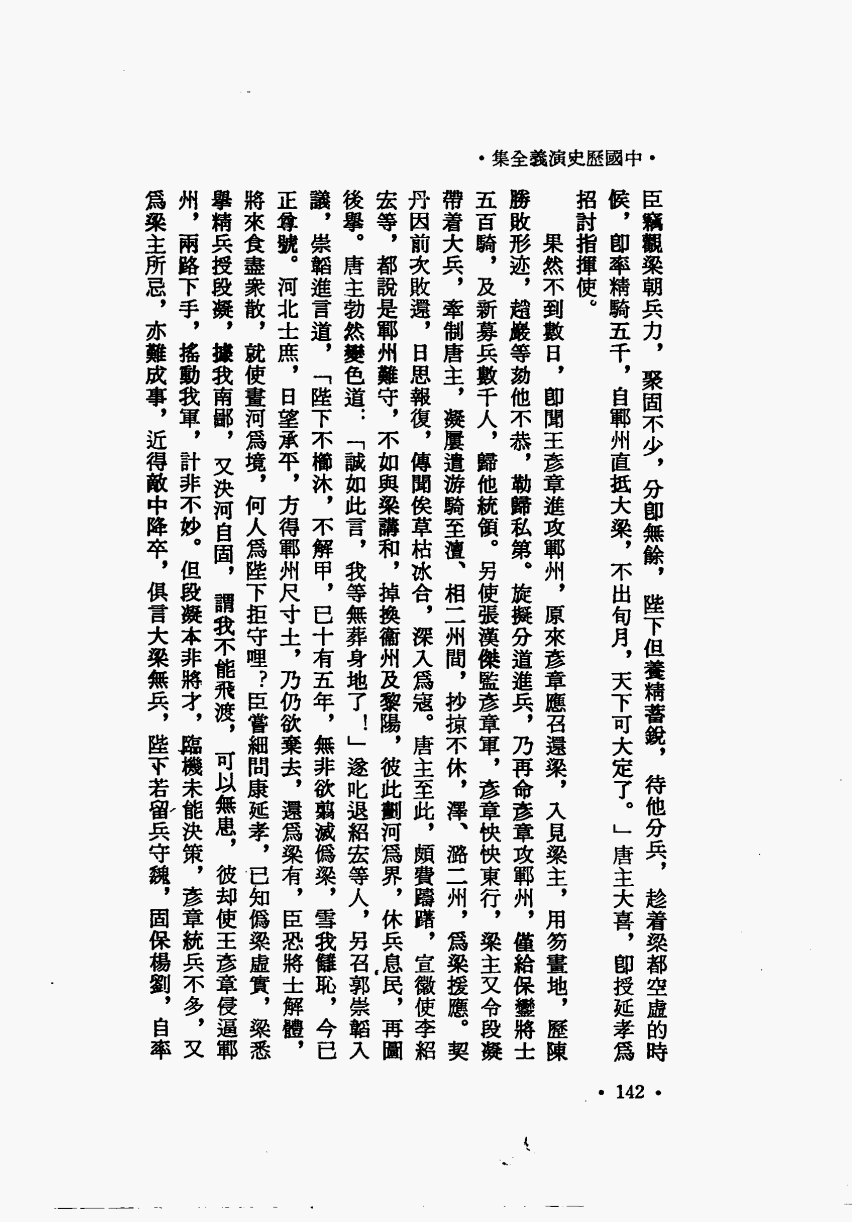 •中國歷史演義全集•
臣竊觀梁朝兵力，聚固不少，分卽無餘，陛下但養精蓄銳，待他分兵，趁着梁都空虛的時
侯，卽率精騎五千，自鄆州直抵大梁，不出旬月，天下可大定了。」唐主大喜，卽授延孝爲
招討指揮使。
果然不到數日，卽聞王彥章進攻鄆州，原來彥章應召還梁，入見梁主，用笏畫地，歷陳
勝敗形迹，趙巖等劾他不恭，勒歸私第。旋擬分道進兵，乃再命彥章攻鄆州，僅給保鑾將士
五百騎，及新募兵數千人，歸他統領。另使張漢傑監彥章軍，彥章怏怏東行，梁主又令段凝
帶着大兵，牽制唐主，凝屢遣游騎至澶、相二州間，抄掠不休，澤、潞二州，爲梁援應。契
丹因前次敗還，日思報復，傳聞俟草枯冰合，深入爲寇。唐主至此，頗費躊躇，宣徽使李紹
宏等，都說是鄆州難守，不如與梁講和，掉換衞州及黎陽，彼此劃河爲界，休兵息民，再圖
後擧。唐主勃然變色道：「誠如此言，我等無葬身地了！」遂叱退紹宏等人，另召郭崇韜入
議，崇韜進言道，「陛下不櫛沐，不解甲，已十有五年，無非欲翦滅僞梁，雪我讎恥，今已
正尊號。河北士庶，日望承平，方得鄆州尺寸土，乃仍欲棄去，還爲梁有，臣恐將士解體，
將來食盡衆散，就使畫河爲境，何人爲陛下拒守哩？臣嘗細問康延孝，已知僞梁虛實，梁悉
擧精兵授段凝，據我南鄙，又決河自固，謂我不能飛渡，可以無患，彼却使王彥章侵逼鄆
州，兩路下手，搖動我軍，計非不妙。但段凝本非將才，臨機未能決策，彥章統兵不多，又
爲梁主所忌，亦難成事，近得敵中降卒，俱言大梁無兵，陛下若留兵守魏，固保楊劉，自率
•142•